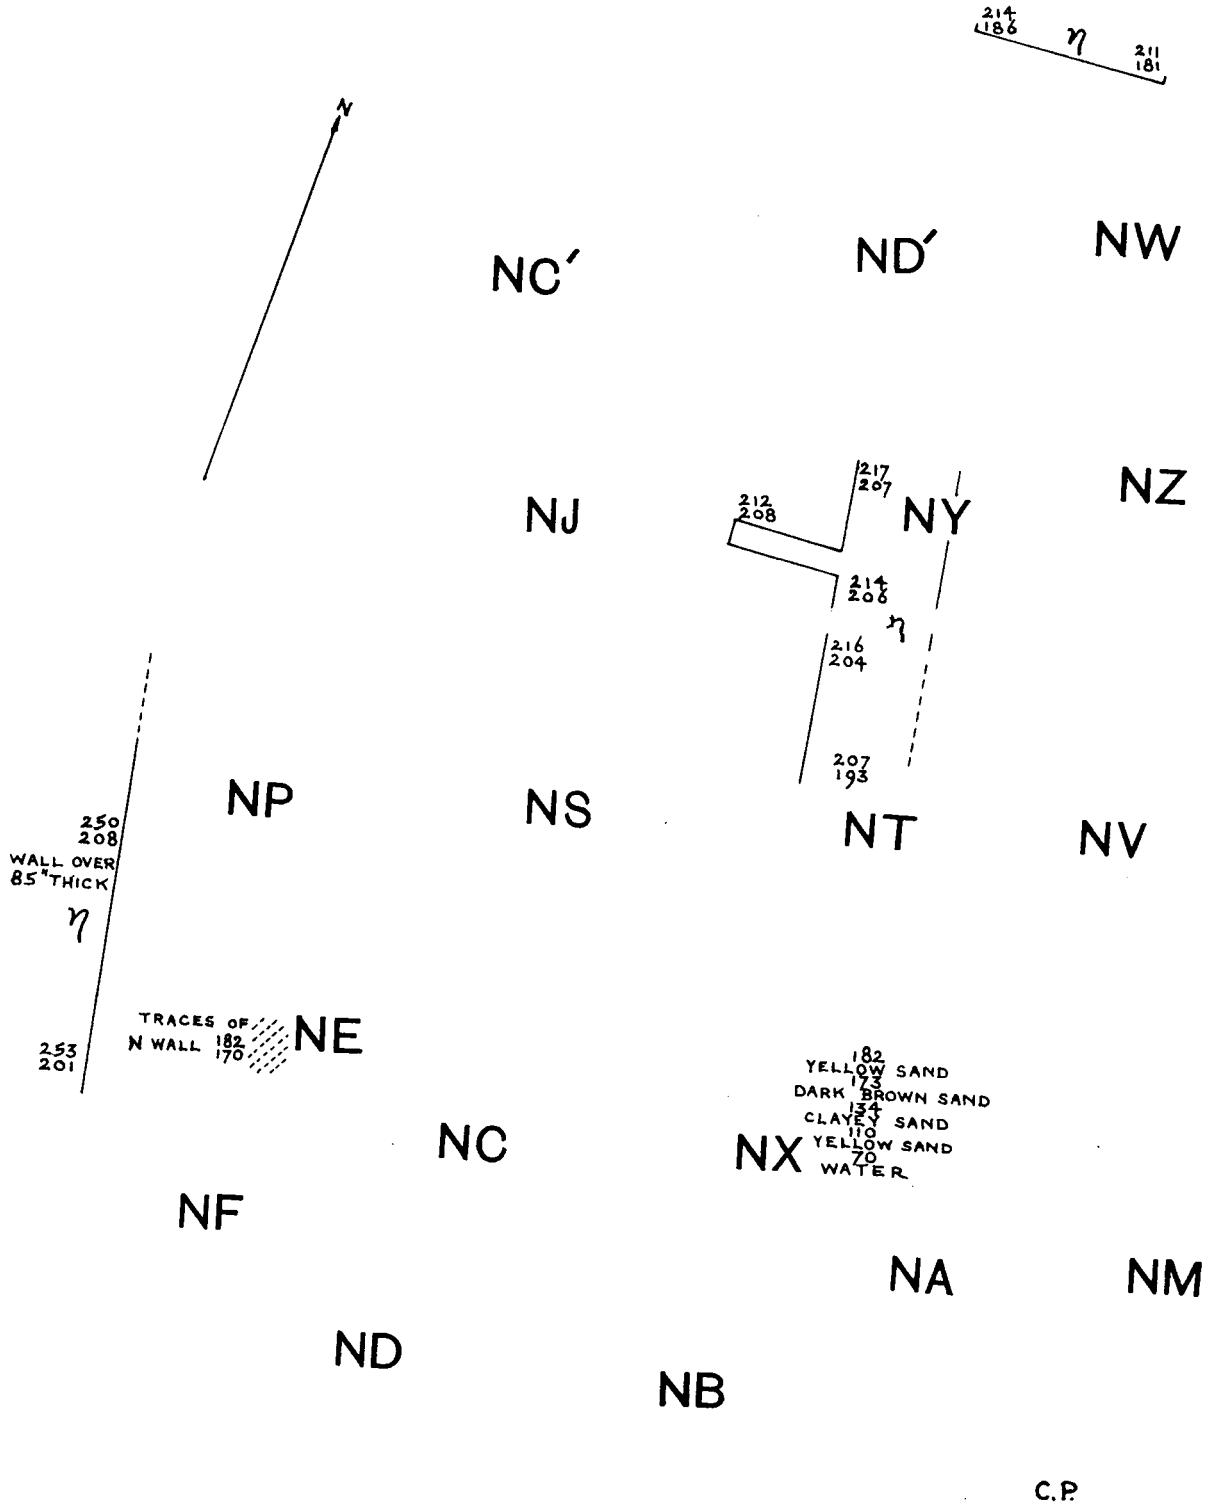 214
186
η
211
181
N
NC′
ND′
NW
NJ
212
208
217
207
NY
NZ
214
206
η
216
204
207
193
NP
NS
NT
NV
250
208
WALL OVER
85" THICK
η
253
201
TRACES OF
N WALL 182
170
NE
182
YELLOW SAND
173
DARK BROWN SAND
134
CLAYEY SAND
110
YELLOW SAND
70
WATER
NC
NX
NF
NA
NM
ND
NB
C.P.